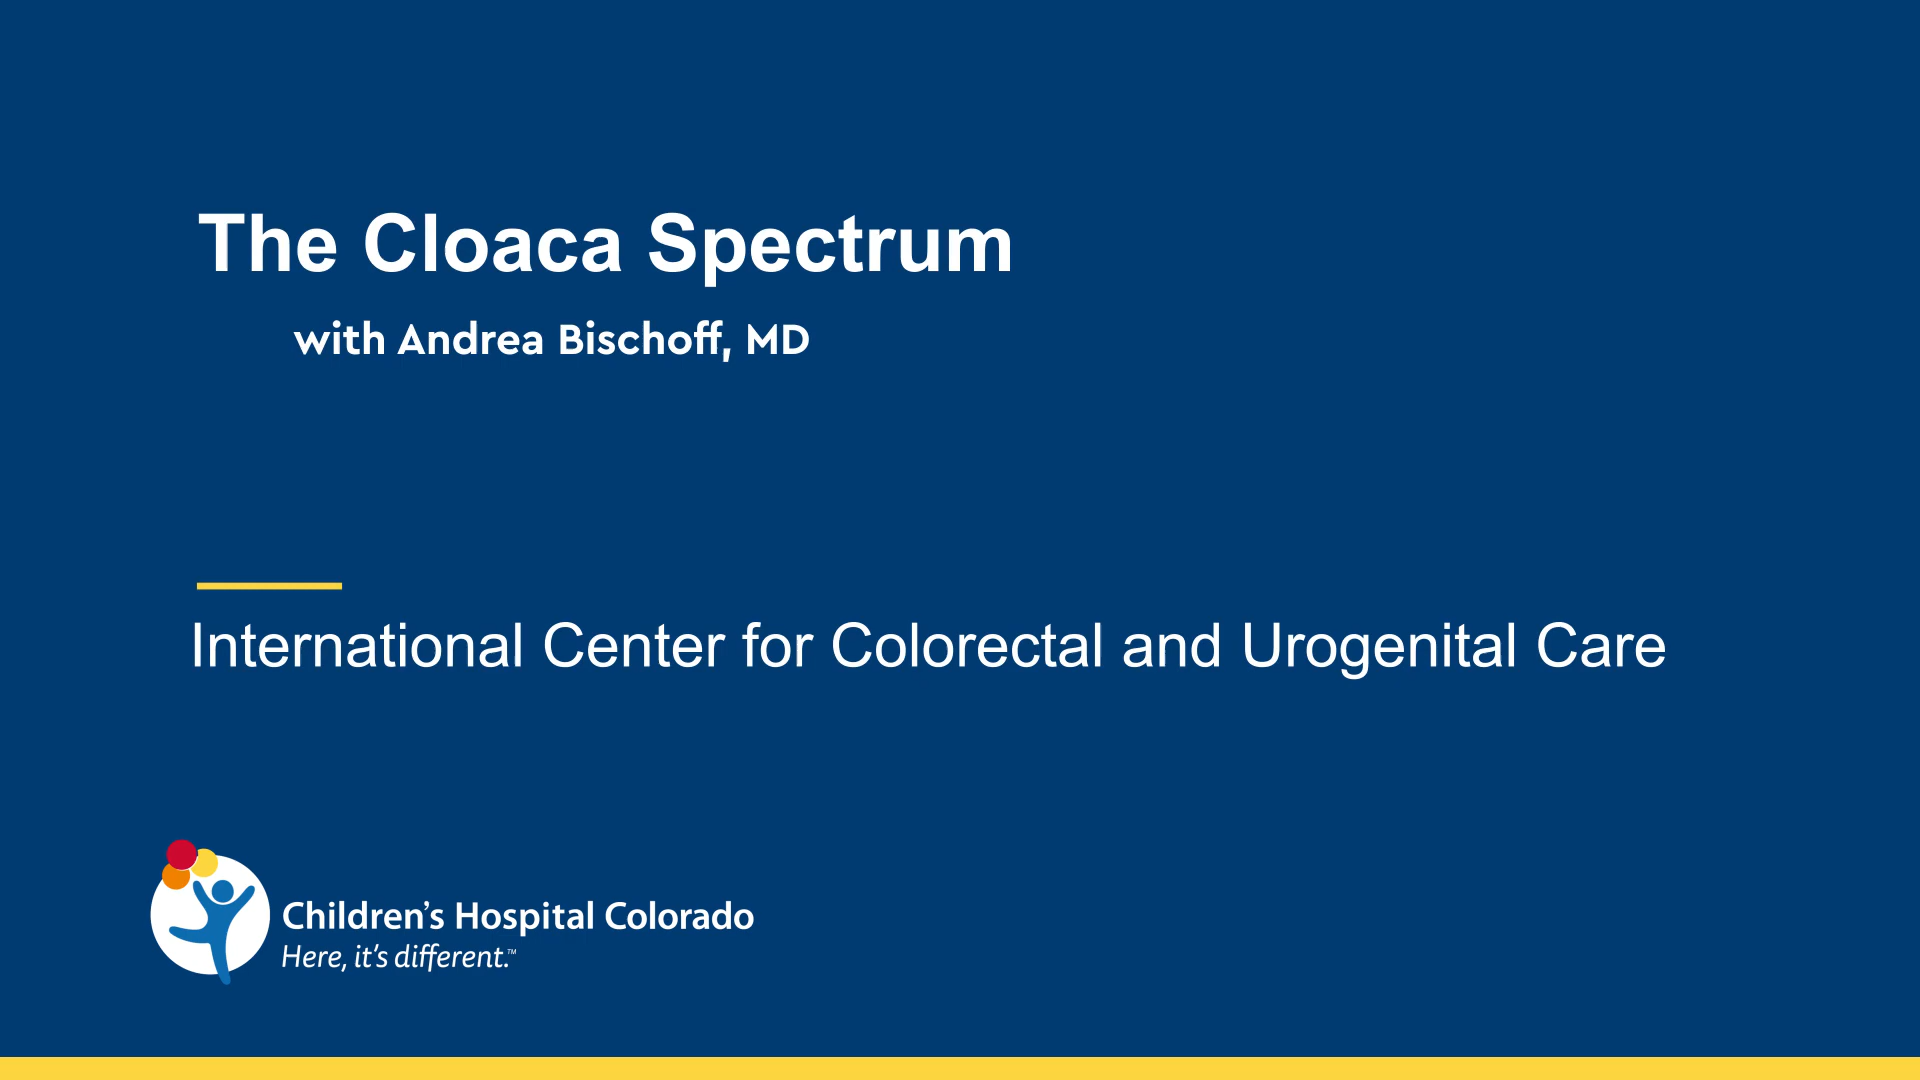 The Cloaca Spectrum
with Andrea Bischoff, MD
International Center for Colorectal and Urogenital Care
Children's Hospital Colorado
Here, it's different.™